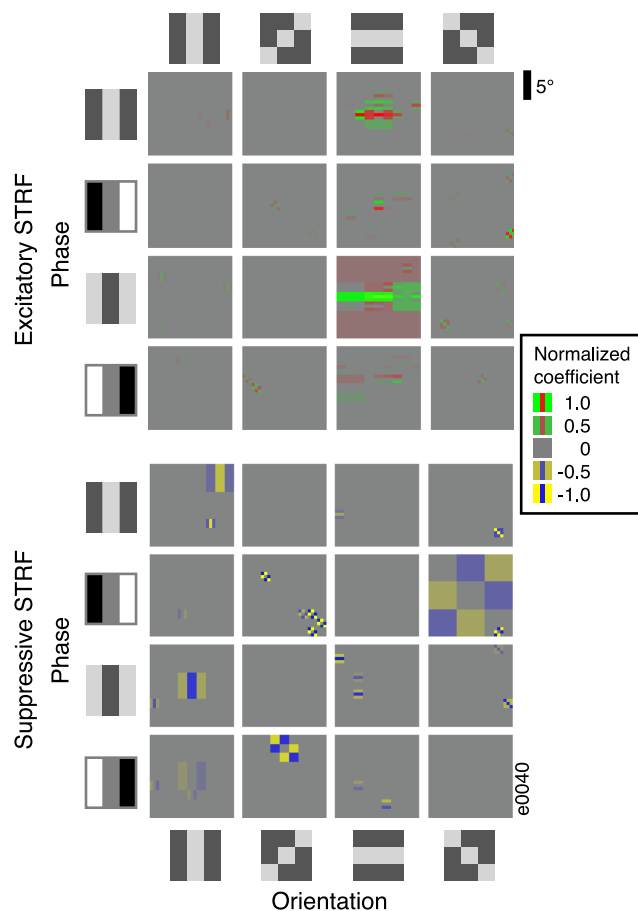 5°
Excitatory STRF
Phase
Normalized
coefficient
1.0
0.5
0
-0.5
-1.0
Suppressive STRF
Phase
e0040
Orientation